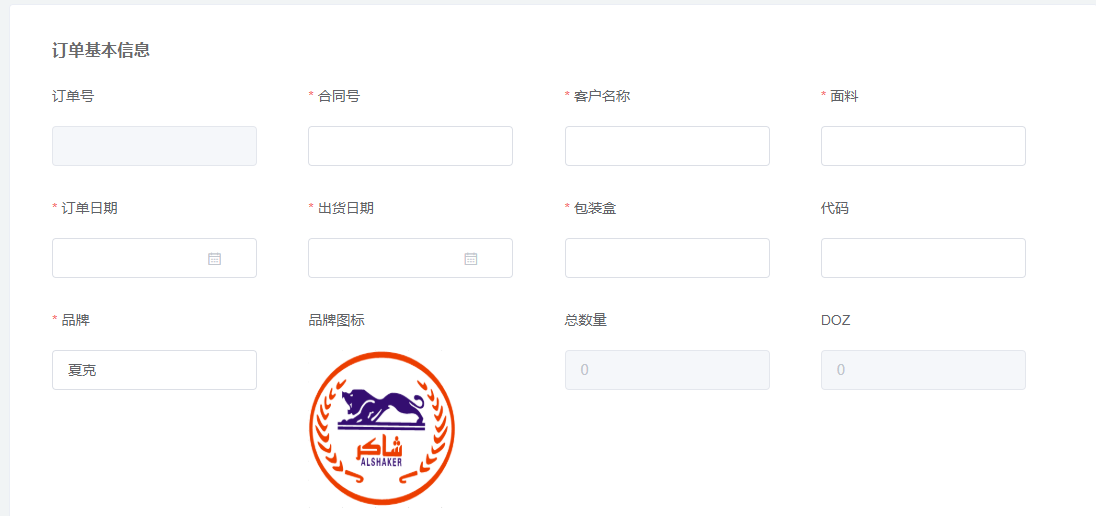 订单基本信息
订单号
* 合同号
* 客户名称
* 面料
* 订单日期
* 出货日期
* 包装盒
代码
* 品牌
品牌图标
总数量
DOZ
夏克
0
0
شاكر
ALSHAKER